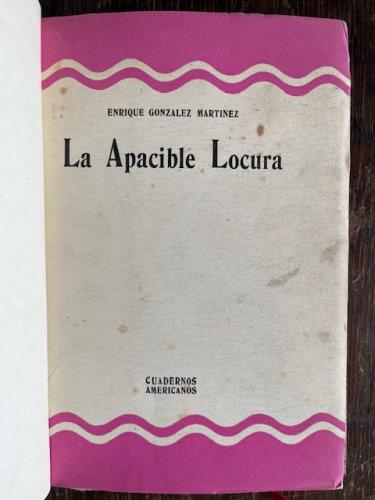 ENRIQUE GONZALEZ MARTINEZ
La Apacible Locura
CUADERNOS
AMERICANOS